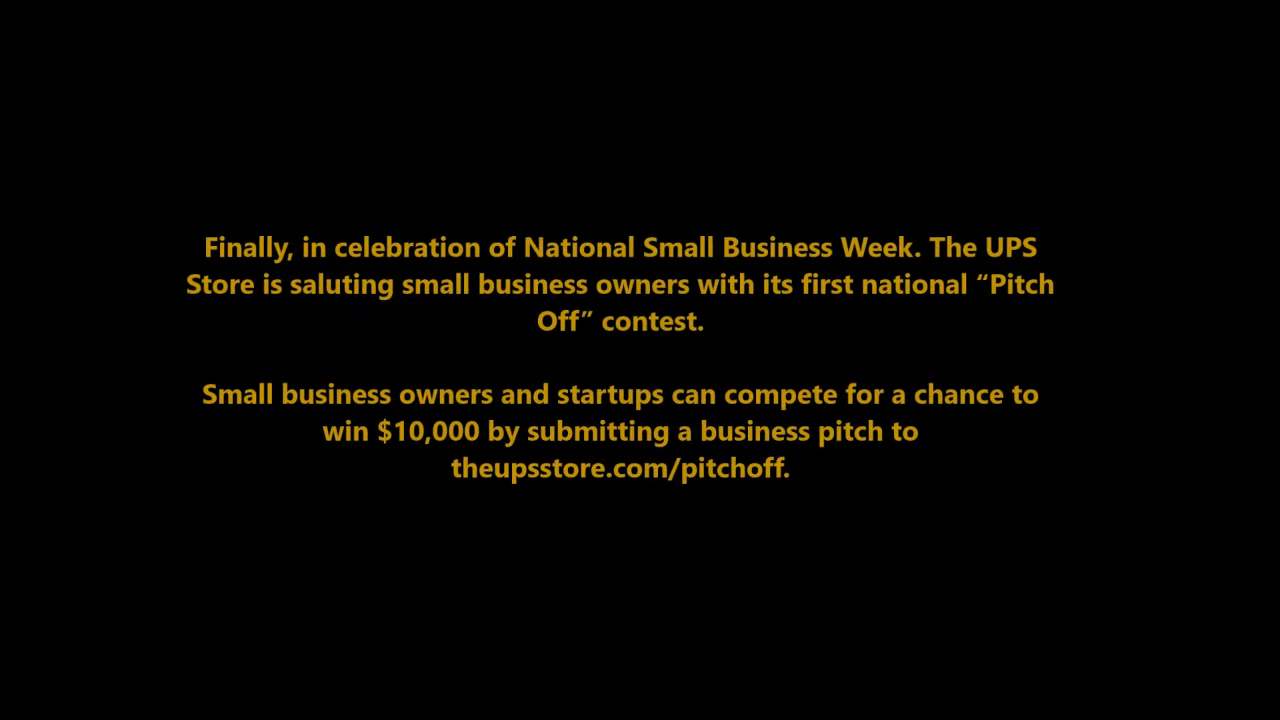 Finally, in celebration of National Small Business Week. The UPS
Store is saluting small business owners with its first national “Pitch
Off” contest.
Small business owners and startups can compete for a chance to
win $10,000 by submitting a business pitch to
theupsstore.com/pitchoff.